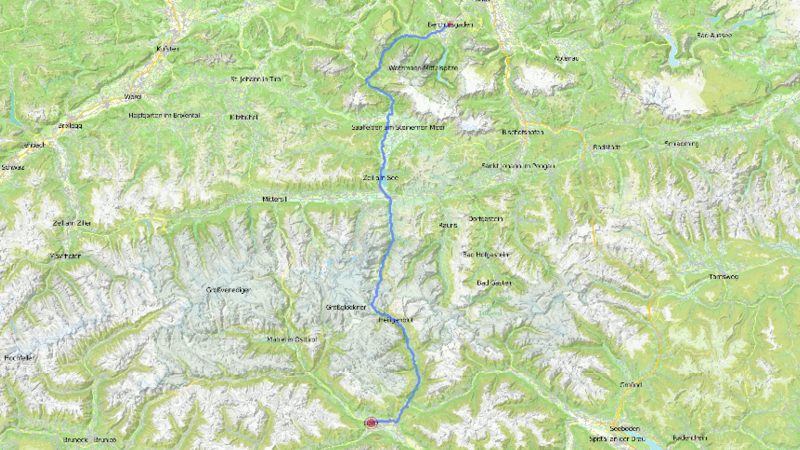 Berchtesgaden
Bad Aussee
Kufstein
Abtenau
Watzmann-Mittelspitze
St. Johann in Tirol
Wörgl
Hopfgarten im Brixental
Kitzbühel
Saalfelden am Steinernen Meer
Bischofshofen
Brixlegg
Jenbach
Radstadt
Schladming
Schwaz
Sankt Johann im Pongau
Zell am See
Mittersill
Zell am Ziller
Rauris
Dorfgastein
Mayrhofen
Bad Hofgastein
Tamsweg
Bad Gastein
Großvenediger
Großglockner
Heiligenblut
Matrei in Osttirol
Hochfeiler
Gmünd
Seeboden
Bruneck - Brunico
Spittal an der Drau
Radenthein